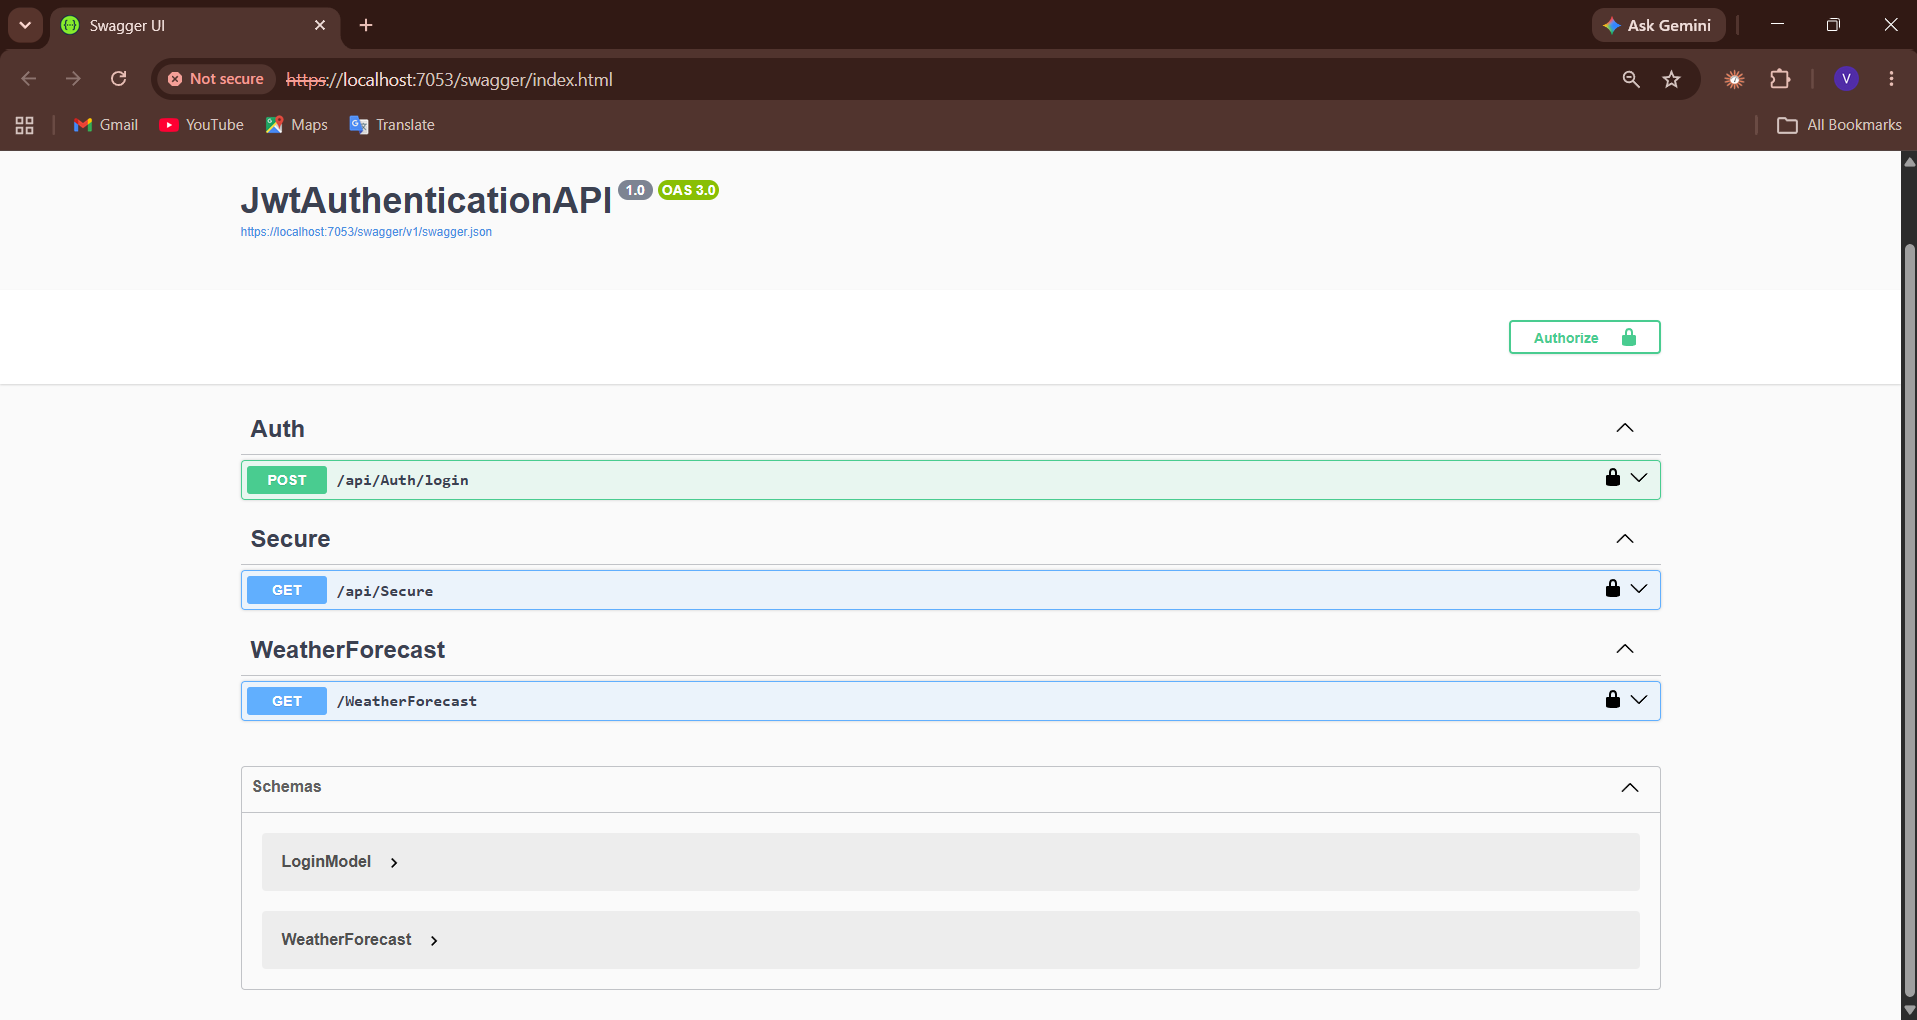 Swagger UI
Ask Gemini
Not secure
https://localhost:7053/swagger/index.html
V
Gmail
YouTube
Maps
Translate
All Bookmarks
JwtAuthenticationAPI 1.0 OAS 3.0
https://localhost:7053/swagger/v1/swagger.json
Authorize
Auth
POST /api/Auth/login
Secure
GET /api/Secure
WeatherForecast
GET /WeatherForecast
Schemas
LoginModel
WeatherForecast